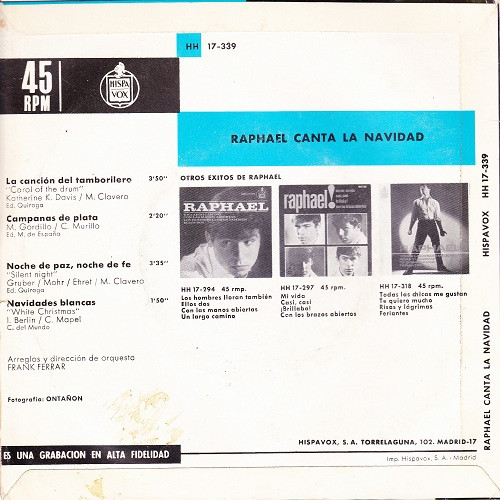 HH 17-339
45
RPM
HISPA
VOX
RAPHAEL CANTA LA NAVIDAD
La canción del tamborilero 3'50"
"Carol of the drum"
Katherine K. Davis / M. Clavero
Ed. Quiroga
Campanas de plata 2'20"
M. Gordillo / C. Murillo
Ed. M. de España
Noche de paz, noche de fe 3'35"
"Silent night"
Gruber / Mohr / Ehret / M. Clavero
Ed. Quiroga
Navidades blancas 1'50"
"White Christmas"
I. Berlin / C. Mapel
C. del Mundo
Arreglos y dirección de orquesta
FRANK FERRAR
Fotografía: ONTAÑON
ES UNA GRABACION EN ALTA FIDELIDAD
OTROS EXITOS DE RAPHAEL
RAPHAEL
HH 17-294 45 rmp.
Los hombres lloran también
Ellos dos
Con las manos abiertas
Un largo camino
raphael!
HH 17-297 45 rpm.
Mi vida
Casi, casi
¡Brillaba!
Con los brazos abiertos
HH 17-318 45 rpm.
Todas las chicas me gustan
Te quiero mucho
Risas y lágrimas
Feriantes
HISPAVOX, S. A. TORRELAGUNA, 102. MADRID-17
Imp. Hispavox, S. A. - Madrid
RAPHAEL CANTA LA NAVIDAD HISPAVOX HH 17-339